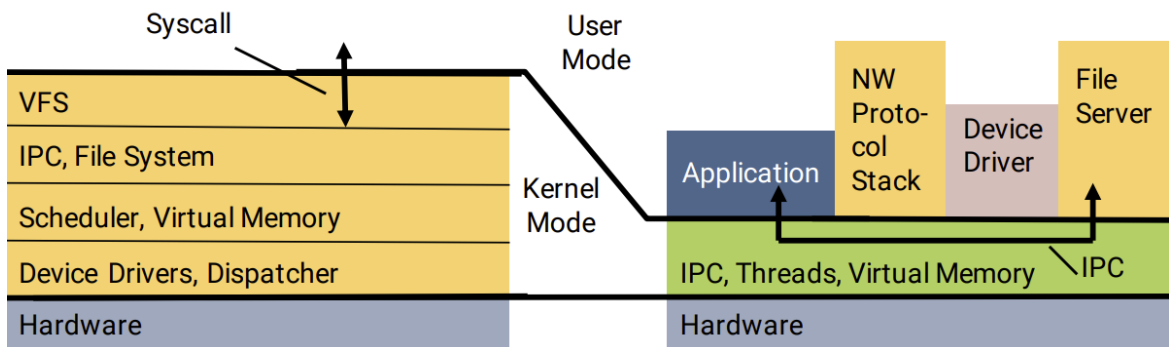 Syscall
VFS
IPC, File System
Scheduler, Virtual Memory
Device Drivers, Dispatcher
Hardware
User
Mode
Kernel
Mode
Application
NW
Proto-
col
Stack
Device
Driver
File
Server
IPC, Threads, Virtual Memory
IPC
Hardware